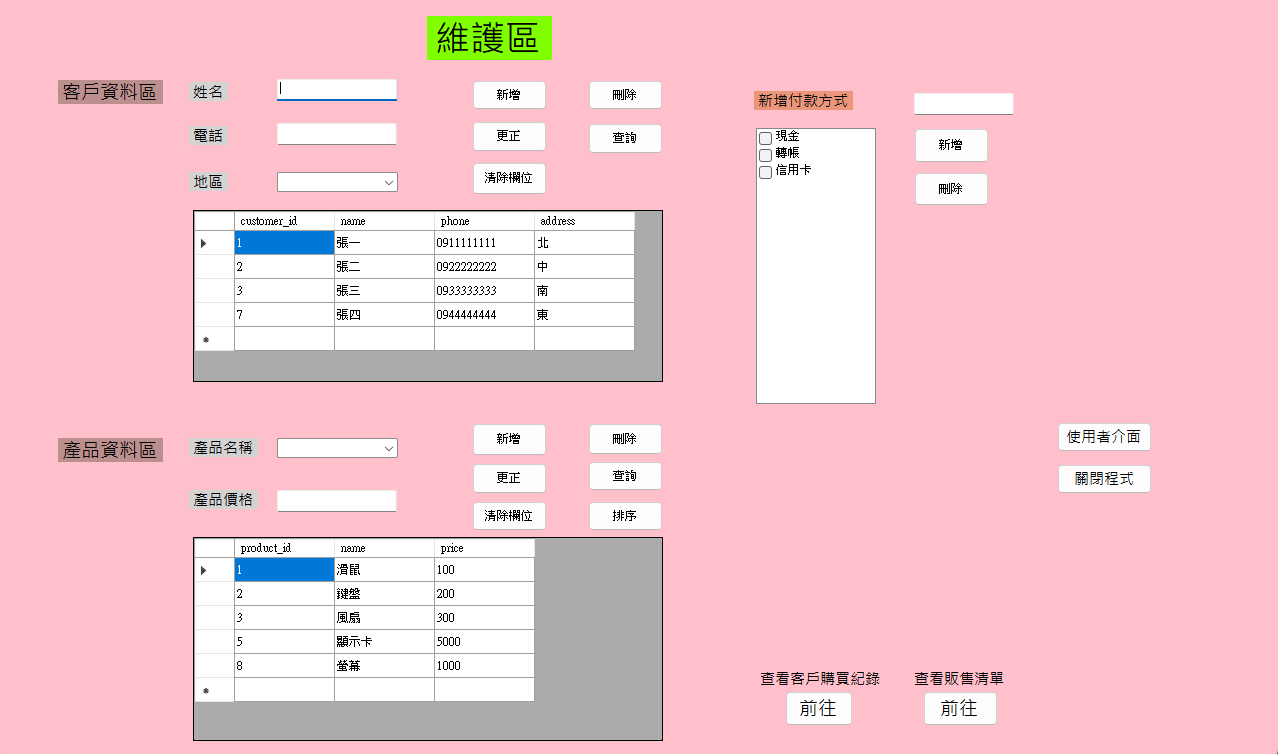 維護區
客戶資料區
姓名
新增
刪除
電話
更正
查詢
地區
清除欄位
customer_id name phone address
1 張一 0911111111 北
2 張二 0922222222 中
3 張三 0933333333 南
7 張四 0944444444 東
新增付款方式
現金
轉帳
信用卡
新增
刪除
產品資料區
產品名稱
新增
刪除
更正
查詢
產品價格
清除欄位
排序
product_id name price
1 滑鼠 100
2 鍵盤 200
3 風扇 300
5 顯示卡 5000
8 螢幕 1000
使用者介面
關閉程式
查看客戶購買紀錄
前往
查看販售清單
前往